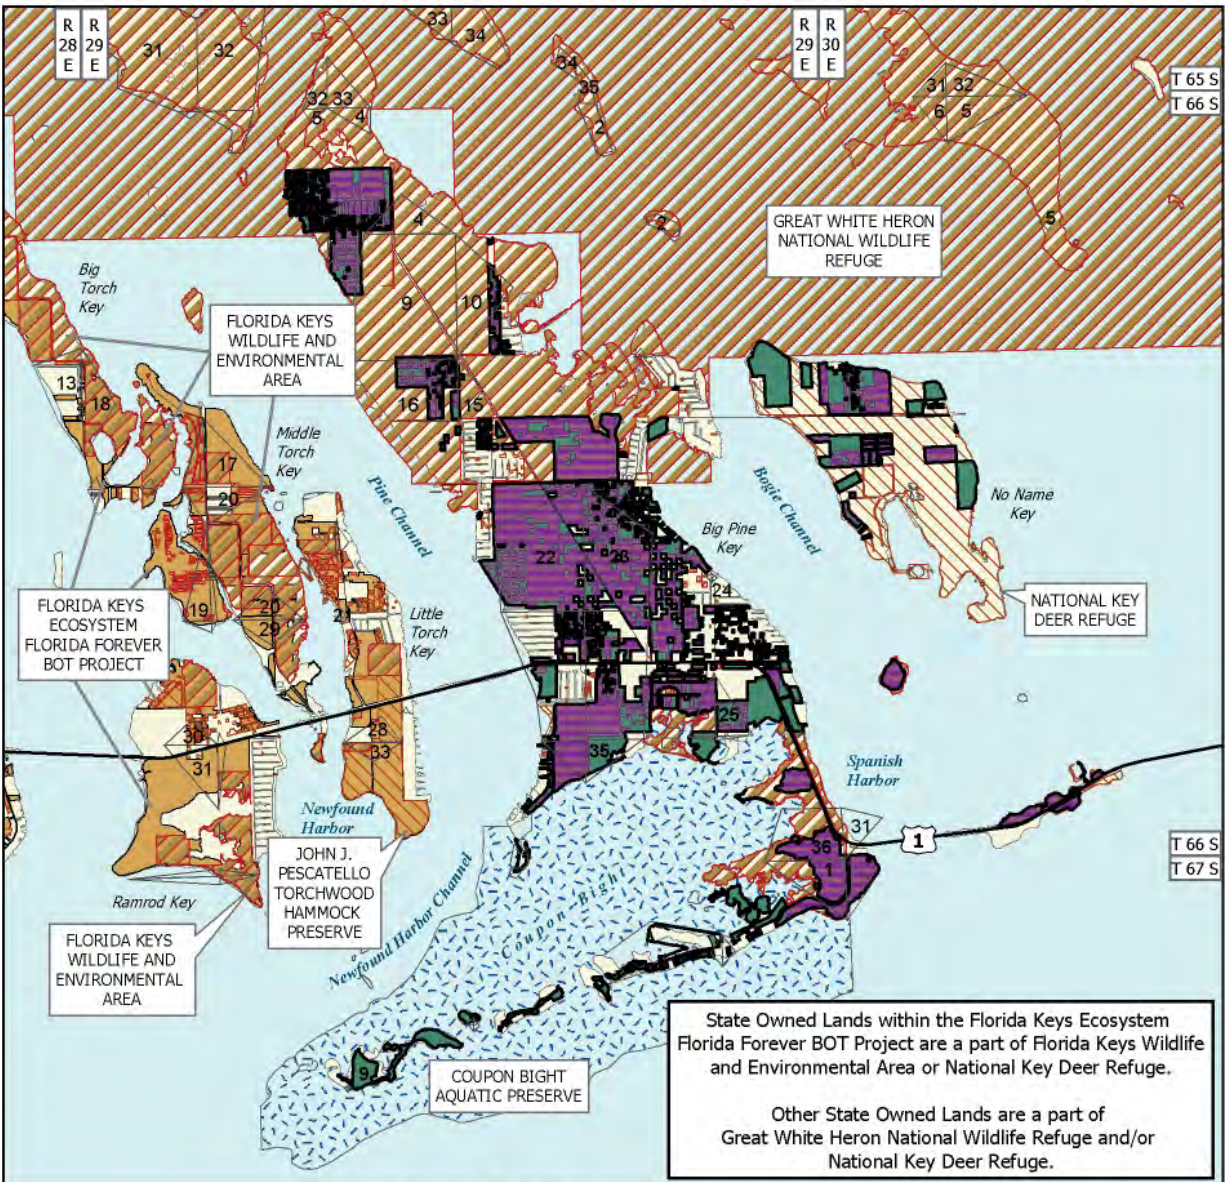 R
28
E
R
29
E
31
32
33
34
34
35
2
R
29
E
R
30
E
31
32
6
5
T 65 S
T 66 S
32
33
5
4
4
2
5
GREAT WHITE HERON
NATIONAL WILDLIFE
REFUGE
Big
Torch
Key
9
10
FLORIDA KEYS
WILDLIFE AND
ENVIRONMENTAL
AREA
13
18
16
15
Middle
Torch
Key
17
20
Pine Channel
Bogie Channel
No Name
Key
Big Pine
Key
22
23
24
FLORIDA KEYS
ECOSYSTEM
FLORIDA FOREVER
BOT PROJECT
19
20
29
21
Little
Torch
Key
NATIONAL KEY
DEER REFUGE
30
31
28
33
25
35
Spanish
Harbor
Newfound
Harbor
31
1
36
1
T 66 S
T 67 S
JOHN J.
PESCATELLO
TORCHWOOD
HAMMOCK
PRESERVE
Ramrod Key
FLORIDA KEYS
WILDLIFE AND
ENVIRONMENTAL
AREA
Newfound Harbor Channel
Coupon Bight
9
COUPON BIGHT
AQUATIC PRESERVE
State Owned Lands within the Florida Keys Ecosystem
Florida Forever BOT Project are a part of Florida Keys Wildlife
and Environmental Area or National Key Deer Refuge.
Other State Owned Lands are a part of
Great White Heron National Wildlife Refuge and/or
National Key Deer Refuge.